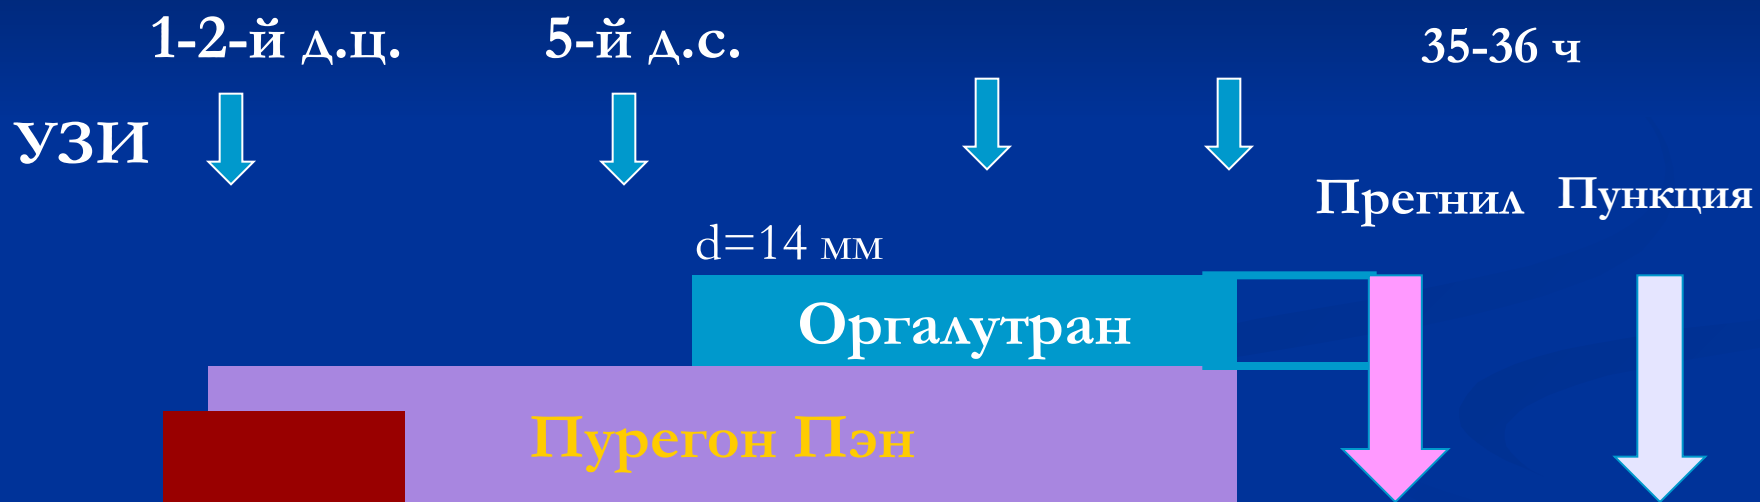 1-2-й д.ц. 5-й д.с. 35-36 ч
УЗИ
Прегнил Пункция
d=14 мм
Оргалутран
Пурегон Пэн